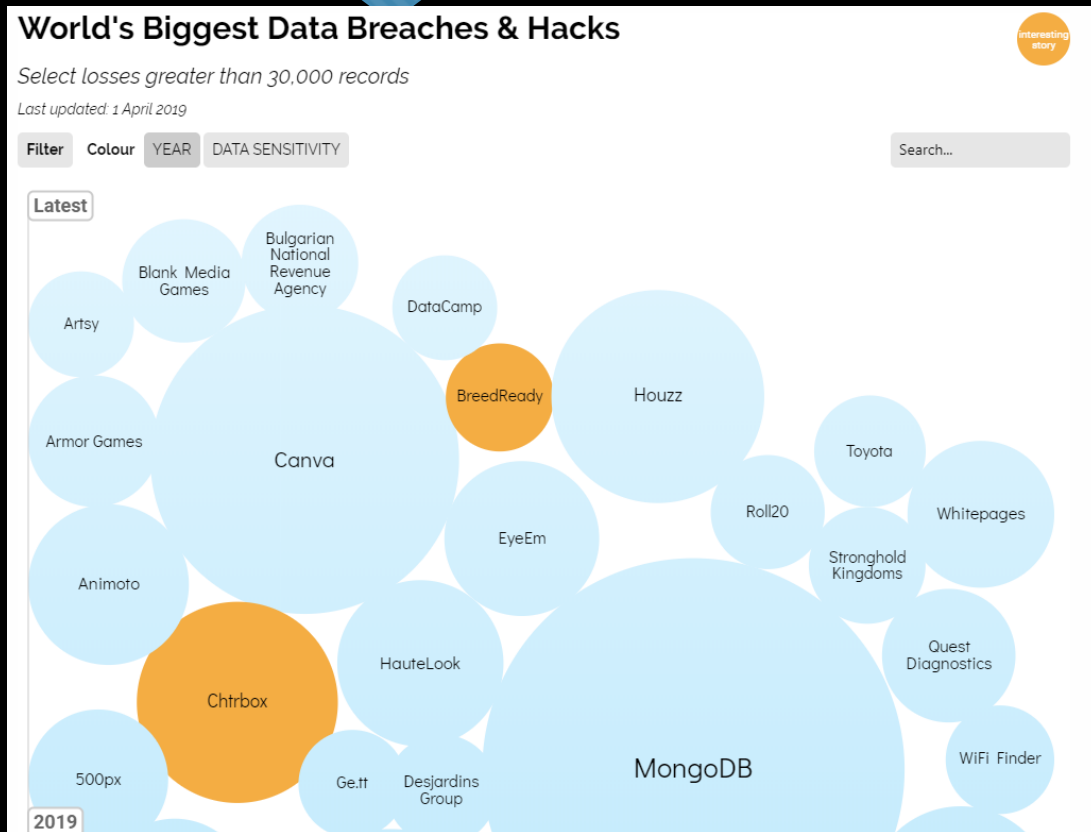 World's Biggest Data Breaches & Hacks
interesting
story
Select losses greater than 30,000 records
Last updated: 1 April 2019
Filter Colour YEAR DATA SENSITIVITY
Search...
Latest
Bulgarian
National
Revenue
Agency
Blank Media
Games
DataCamp
Artsy
BreedReady
Houzz
Armor Games
Canva
Toyota
Roll20
Whitepages
EyeEm
Stronghold
Kingdoms
Animoto
HauteLook
Quest
Diagnostics
Chtrbox
MongoDB
WiFi Finder
500px
Ge.tt
Desjardins
Group
2019